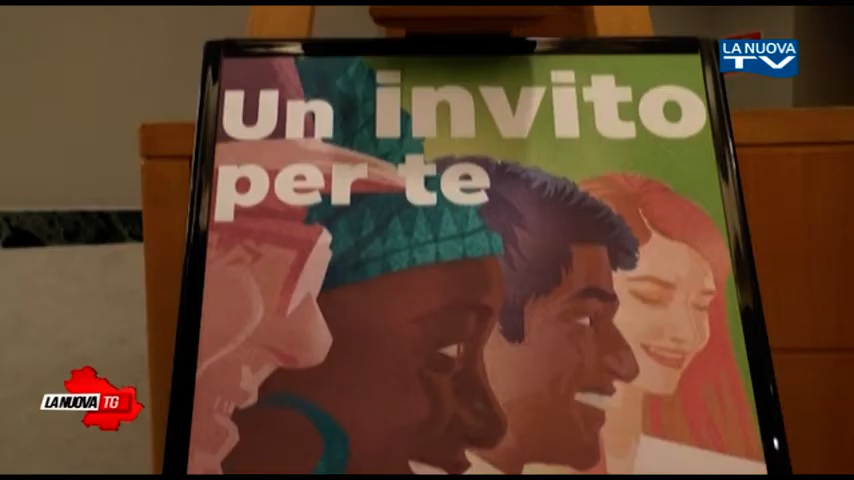 Un invito
per te
LA NUOVA
TV
LA NUOVA TG